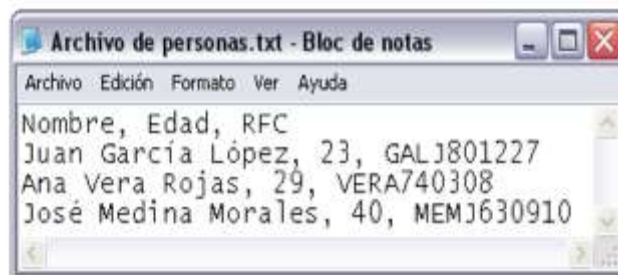 Archivo de personas.txt - Bloc de notas
Archivo Edición Formato Ver Ayuda
Nombre, Edad, RFC
Juan García López, 23, GALJ801227
Ana Vera Rojas, 29, VERA740308
José Medina Morales, 40, MEMJ630910